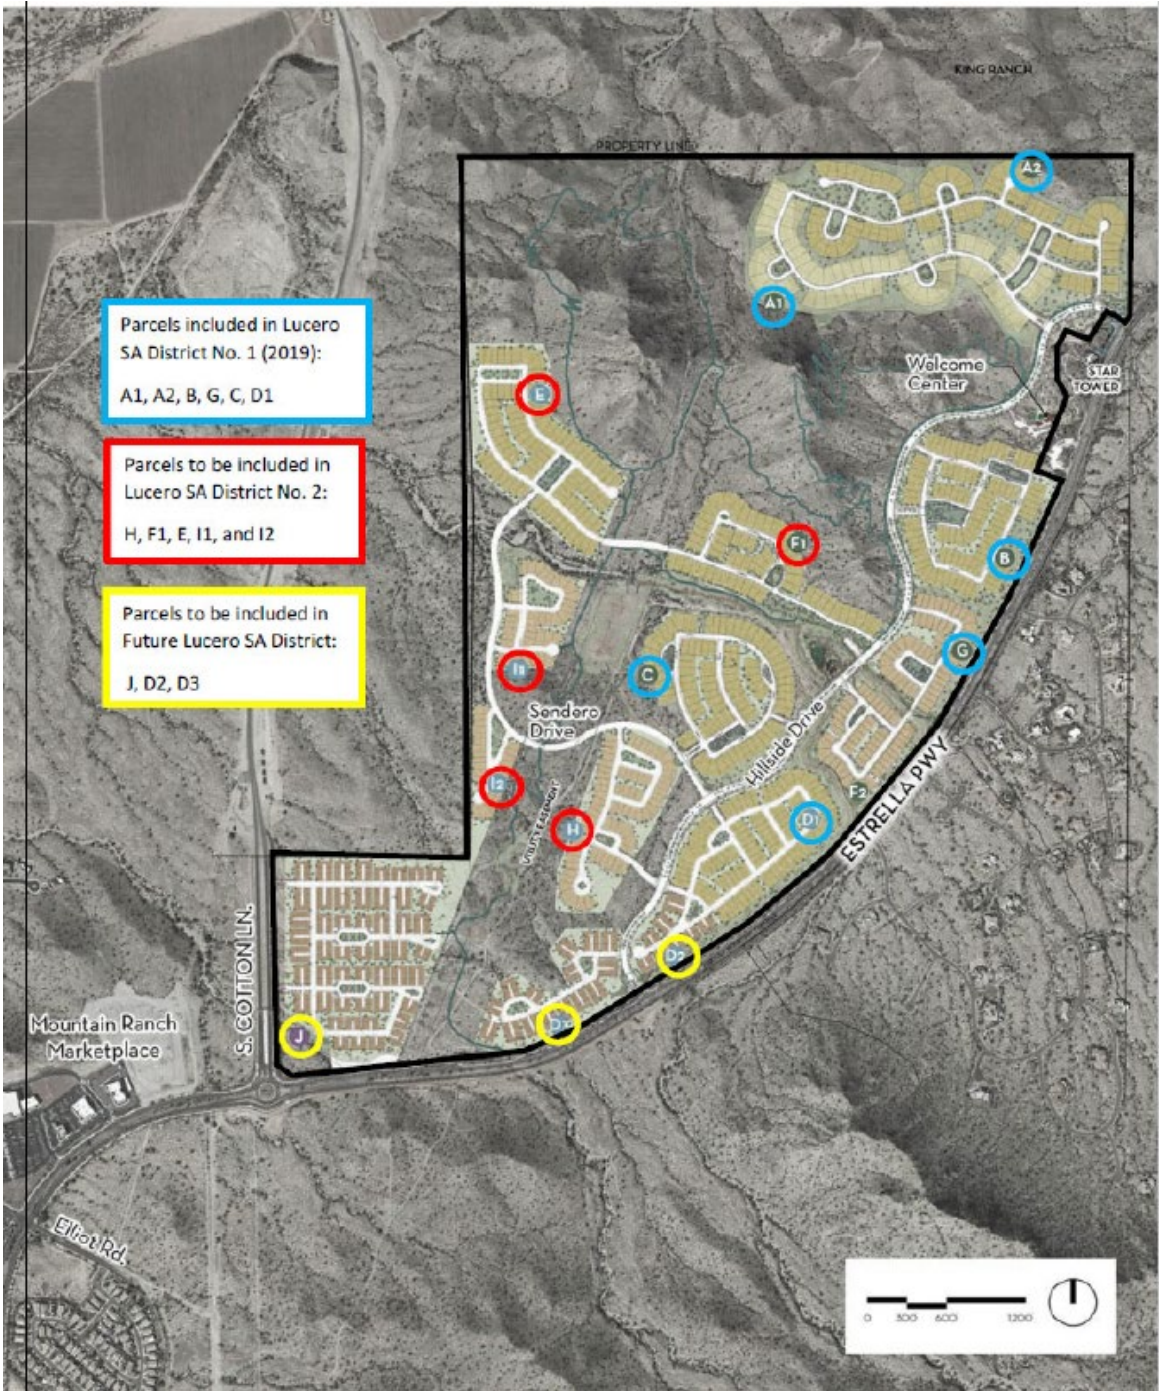 KING RANCH
PROPERTY LINE
A2
A1
Parcels included in Lucero
SA District No. 1 (2019):
A1, A2, B, G, C, D1
Welcome
Center
STAR
TOWER
E
Parcels to be included in
Lucero SA District No. 2:
H, F1, E, I1, and I2
F1
B
Parcels to be included in
Future Lucero SA District:
J, D2, D3
G
C
Sendero
Drive
Hillside Drive
I2
F2
D1
H
ESTRELLA PWY
S. COTTON LN.
D2
J
Mountain Ranch
Marketplace
Elliot Rd.
0 300 600 1200